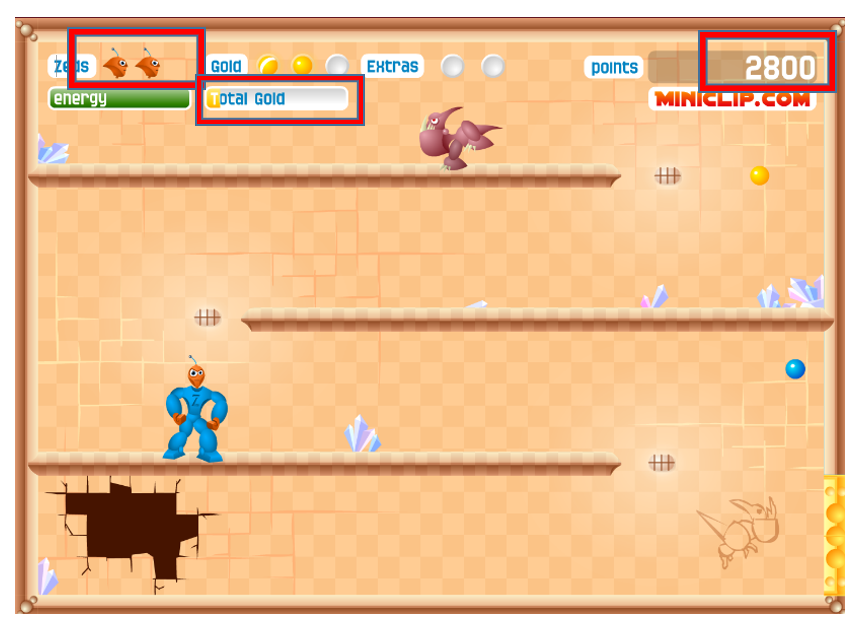 Zeds Gold Extras points 2800
energy Total Gold MINICLIP.COM
Z